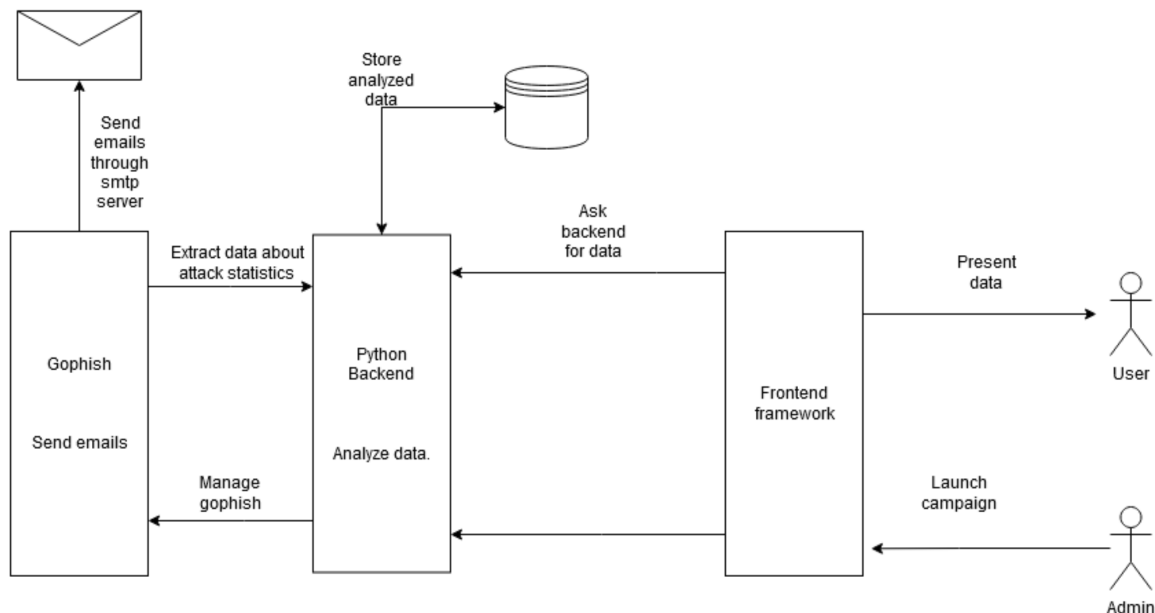 Store
analyzed
data
Send
emails
through
smtp
server
Extract data about
attack statistics
Ask
backend
for data
Present
data
Gophish
Send emails
Python
Backend
Analyze data.
Frontend
framework
User
Manage
gophish
Launch
campaign
Admin